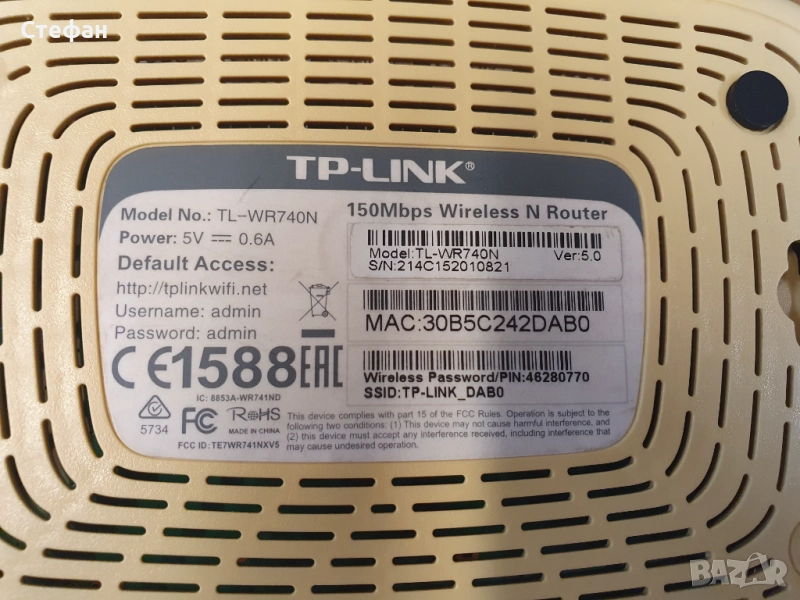 Стефан
TP-LINK®
Model No.: TL-WR740N
Power: 5V 0.6A
Default Access:
http://tplinkwifi.net
Username: admin
Password: admin
CE1588 EAC
IC: 8853A-WR741ND
5734
FC RoHS
MADE IN CHINA
FCC ID: TE7WR741NXV5
150Mbps Wireless N Router
Model:TL-WR740N Ver:5.0
S/N:214C152010821
MAC:30B5C242DAB0
Wireless Password/PIN:46280770
SSID:TP-LINK_DAB0
This device complies with part 15 of the FCC Rules. Operation is subject to the
following two conditions: (1) This device may not cause harmful interference, and
(2) this device must accept any interference received, including interference that
may cause undesired operation.
BAZAR